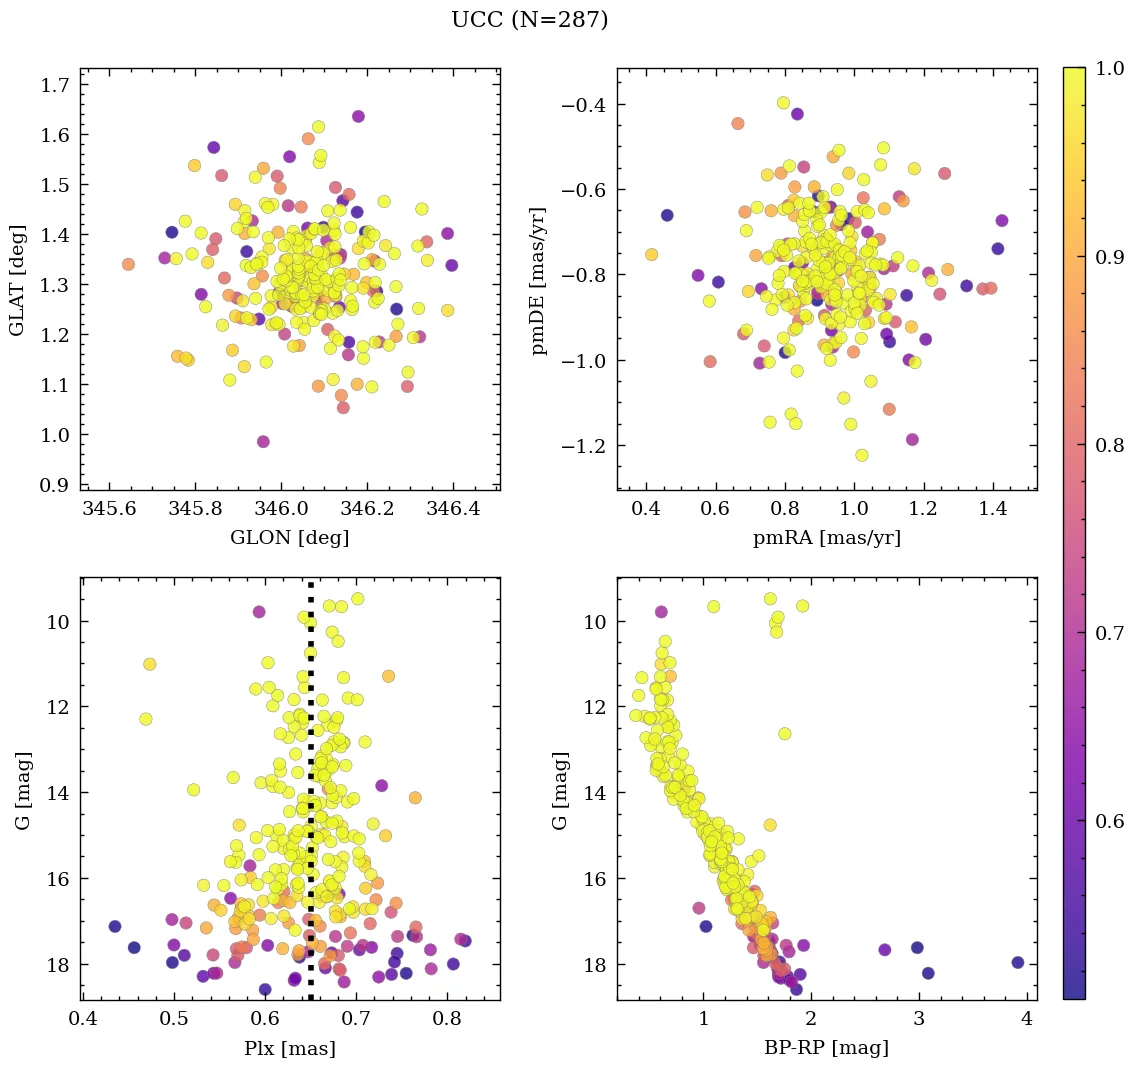 UCC (N=287)
1.7
1.6
1.5
1.4
1.3
1.2
1.1
1.0
0.9
GLAT [deg]
345.6 345.8 346.0 346.2 346.4
GLON [deg]
−0.4
−0.6
−0.8
−1.0
−1.2
pmDE [mas/yr]
0.4 0.6 0.8 1.0 1.2 1.4
pmRA [mas/yr]
10
12
14
16
18
G [mag]
0.4 0.5 0.6 0.7 0.8
Plx [mas]
10
12
14
16
18
G [mag]
1 2 3 4
BP-RP [mag]
1.0
0.9
0.8
0.7
0.6